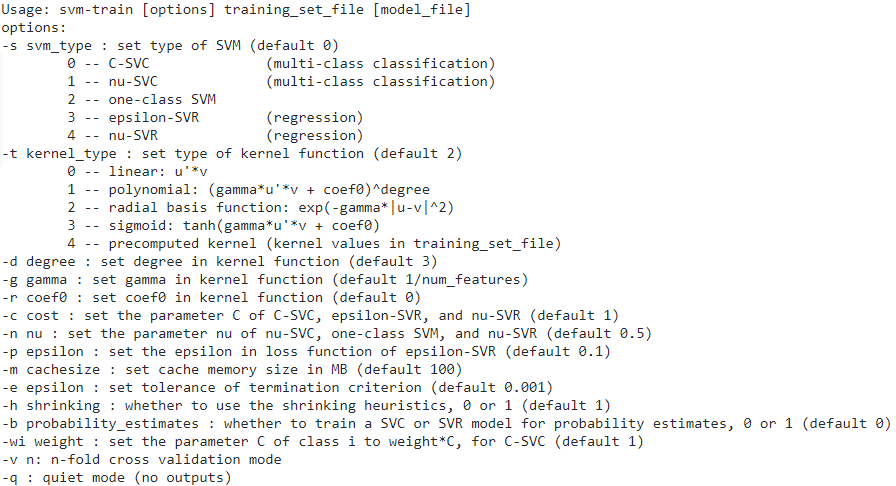 Usage: svm-train [options] training_set_file [model_file]
options:
-s svm_type : set type of SVM (default 0)
        0 -- C-SVC              (multi-class classification)
        1 -- nu-SVC             (multi-class classification)
        2 -- one-class SVM
        3 -- epsilon-SVR        (regression)
        4 -- nu-SVR             (regression)
-t kernel_type : set type of kernel function (default 2)
        0 -- linear: u'*v
        1 -- polynomial: (gamma*u'*v + coef0)^degree
        2 -- radial basis function: exp(-gamma*|u-v|^2)
        3 -- sigmoid: tanh(gamma*u'*v + coef0)
        4 -- precomputed kernel (kernel values in training_set_file)
-d degree : set degree in kernel function (default 3)
-g gamma : set gamma in kernel function (default 1/num_features)
-r coef0 : set coef0 in kernel function (default 0)
-c cost : set the parameter C of C-SVC, epsilon-SVR, and nu-SVR (default 1)
-n nu : set the parameter nu of nu-SVC, one-class SVM, and nu-SVR (default 0.5)
-p epsilon : set the epsilon in loss function of epsilon-SVR (default 0.1)
-m cachesize : set cache memory size in MB (default 100)
-e epsilon : set tolerance of termination criterion (default 0.001)
-h shrinking : whether to use the shrinking heuristics, 0 or 1 (default 1)
-b probability_estimates : whether to train a SVC or SVR model for probability estimates, 0 or 1 (default 0)
-wi weight : set the parameter C of class i to weight*C, for C-SVC (default 1)
-v n: n-fold cross validation mode
-q : quiet mode (no outputs)